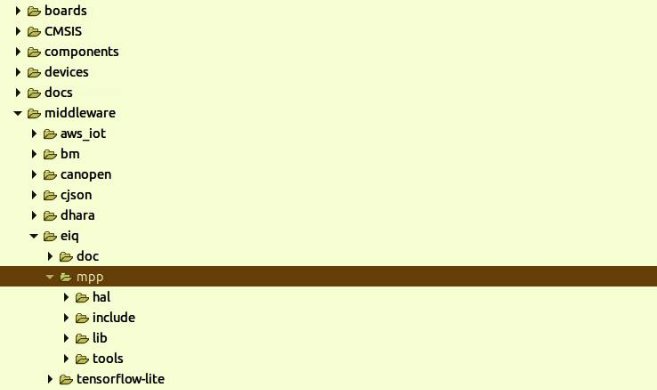 boards
CMSIS
components
devices
docs
middleware
aws_iot
bm
canopen
cjson
dhara
eiq
doc
mpp
hal
include
lib
tools
tensorflow-lite